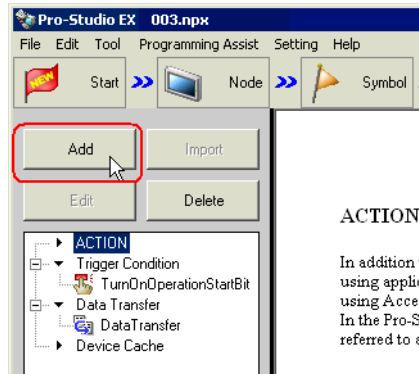 Pro-Studio EX 003.npx
File Edit Tool Programming Assist Setting Help
NEW Start Node Symbol
Add Import
Edit Delete
ACTION
Trigger Condition
TurnOnOperationStartBit
Data Transfer
DataTransfer
Device Cache
ACTION
In addition
using appli
using Acce
In the Pro-S
referred to a